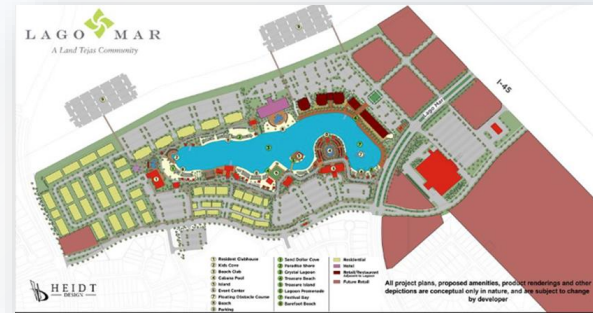 LAGO MAR
A Land Tejas Community
I-45
Lago Mar
Resident Clubhouse
Kids Cove
Beach Club
Cabana Pool
Island
Event Center
Floating Obstacle Course
Beach
Parking
Sand Dollar Cove
Paradise Shore
Crystal Lagoon
Treasure Beach
Treasure Island
Lagoon Promenade
Festival Bay
Barefoot Beach
Residential
Hotel
Retail/Restaurant
Future Retail
HEIDT
DESIGN
All project plans, proposed amenities, product renderings and other
depictions are conceptual only in nature, and are subject to change
by developer